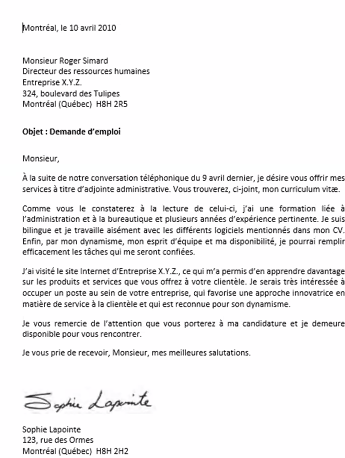 Montréal, le 10 avril 2010
Monsieur Roger Simard
Directeur des ressources humaines
Entreprise X.Y.Z.
324, boulevard des Tulipes
Montréal (Québec) H8H 2R5
Objet : Demande d'emploi
Monsieur,
À la suite de notre conversation téléphonique du 9 avril dernier, je désire vous offrir mes
services à titre d'adjointe administrative. Vous trouverez, ci-joint, mon curriculum vitæ.
Comme vous le constaterez à la lecture de celui-ci, j'ai une formation liée à
l'administration et à la bureautique et plusieurs années d'expérience pertinente. Je suis
bilingue et je travaille aisément avec les différents logiciels mentionnés dans mon CV.
Enfin, par mon dynamisme, mon esprit d'équipe et ma disponibilité, je pourrai remplir
efficacement les tâches qui me seront confiées.
J'ai visité le site Internet d'Entreprise X.Y.Z., ce qui m'a permis d'en apprendre davantage
sur les produits et services que vous offrez à votre clientèle. Je serais très intéressée à
occuper un poste au sein de votre entreprise, qui favorise une approche innovatrice en
matière de service à la clientèle et qui est reconnue pour son dynamisme.
Je vous remercie de l'attention que vous porterez à ma candidature et je demeure
disponible pour vous rencontrer.
Je vous prie de recevoir, Monsieur, mes meilleures salutations.
Sophie Lapointe
Sophie Lapointe
123, rue des Ormes
Montréal (Québec) H8H 2H2